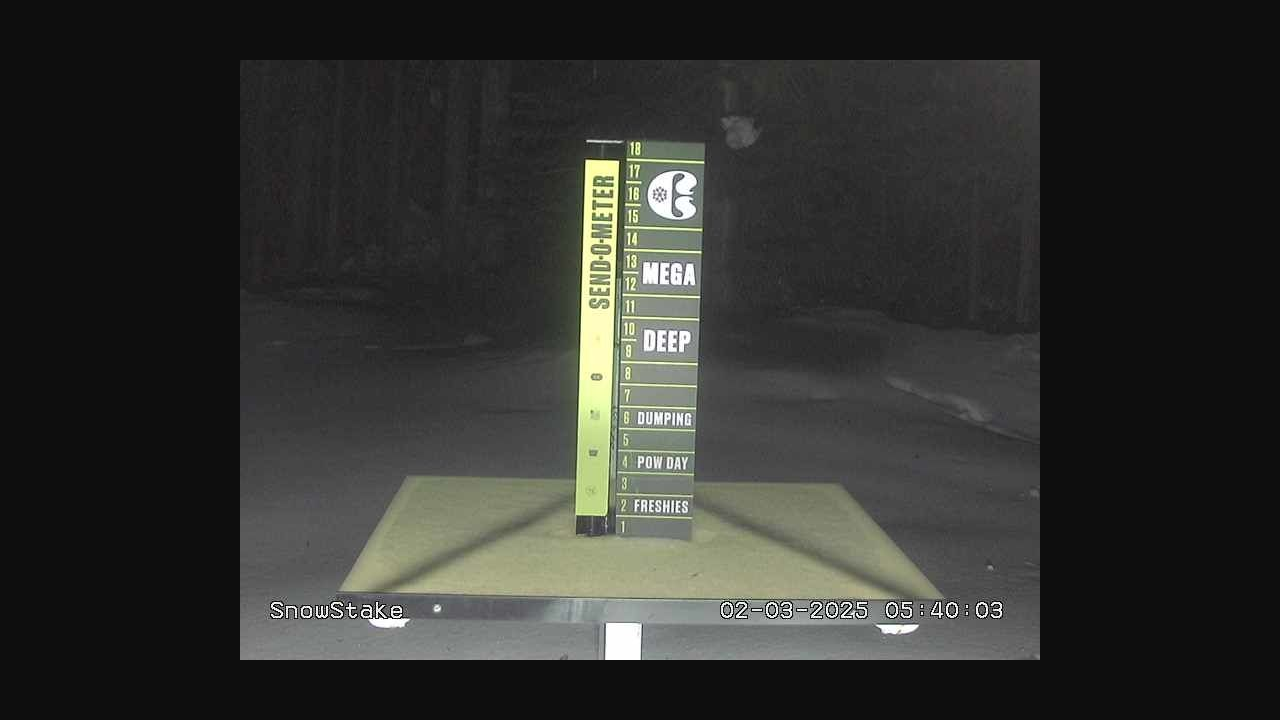 SEND·O·METER
18
17
16
15
14
13
MEGA
12
11
10
DEEP
9
8
7
6 DUMPING
5
4 POW DAY
3
2 FRESHIES
1
SnowStake
02-03-2025 05:40:03